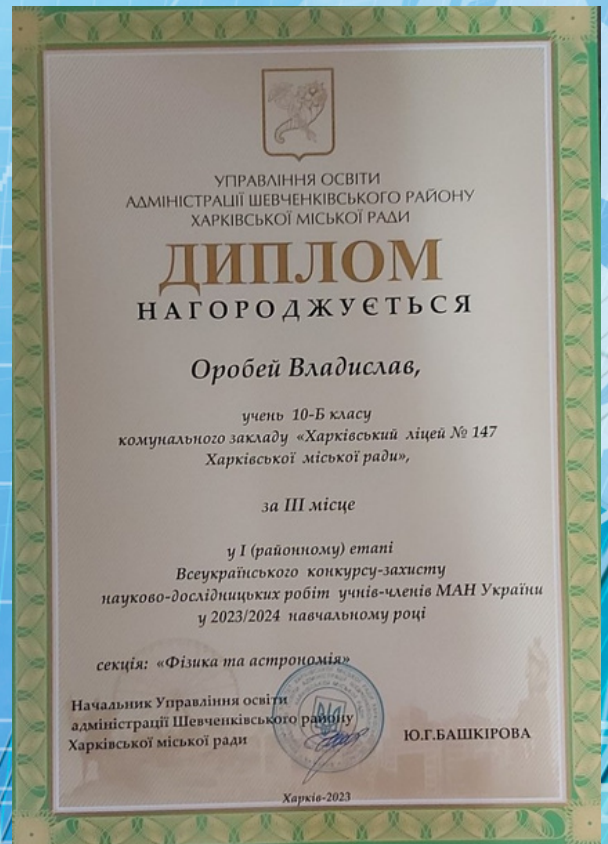 УПРАВЛІННЯ ОСВІТИ
АДМІНІСТРАЦІЇ ШЕВЧЕНКІВСЬКОГО РАЙОНУ
ХАРКІВСЬКОЇ МІСЬКОЇ РАДИ
ДИПЛОМ
НАГОРОДЖУЄТЬСЯ
Оробей Владислав,
учень 10-Б класу
комунального закладу «Харківський ліцей № 147
Харківської міської ради»,
за III місце
у I (районному) етапі
Всеукраїнського конкурсу-захисту
науково-дослідницьких робіт учнів-членів МАН України
у 2023/2024 навчальному році
секція: «Фізика та астрономія»
Начальник Управління освіти
адміністрації Шевченківського району
Харківської міської ради
Ю.Г.БАШКІРОВА
Харків-2023